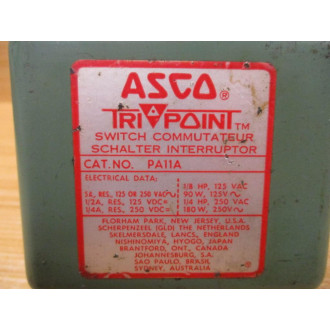 ASCO®
TRI POINT™
SWITCH COMMUTATEUR
SCHALTER INTERRUPTOR
CAT. NO. PA11A
ELECTRICAL DATA:
5A, RES, 125 OR 250 VAC~ 1/8 HP, 125 VAC
1/2A, RES, 125 VDC= 90 W, 125V~
1/4A, RES, 250 VDC= 1/4 HP, 250 VAC
180 W, 250V~
FLORHAM PARK, NEW JERSEY, U.S.A.
SCHERPENZEEL (GLD) THE NETHERLANDS
SKELMERSDALE, LANCS, ENGLAND
NISHINOMIYA, HYOGO, JAPAN
BRANTFORD, ONT., CANADA
JOHANNESBURG, S.A.
SAO PAULO, BRAZIL
SYDNEY, AUSTRALIA